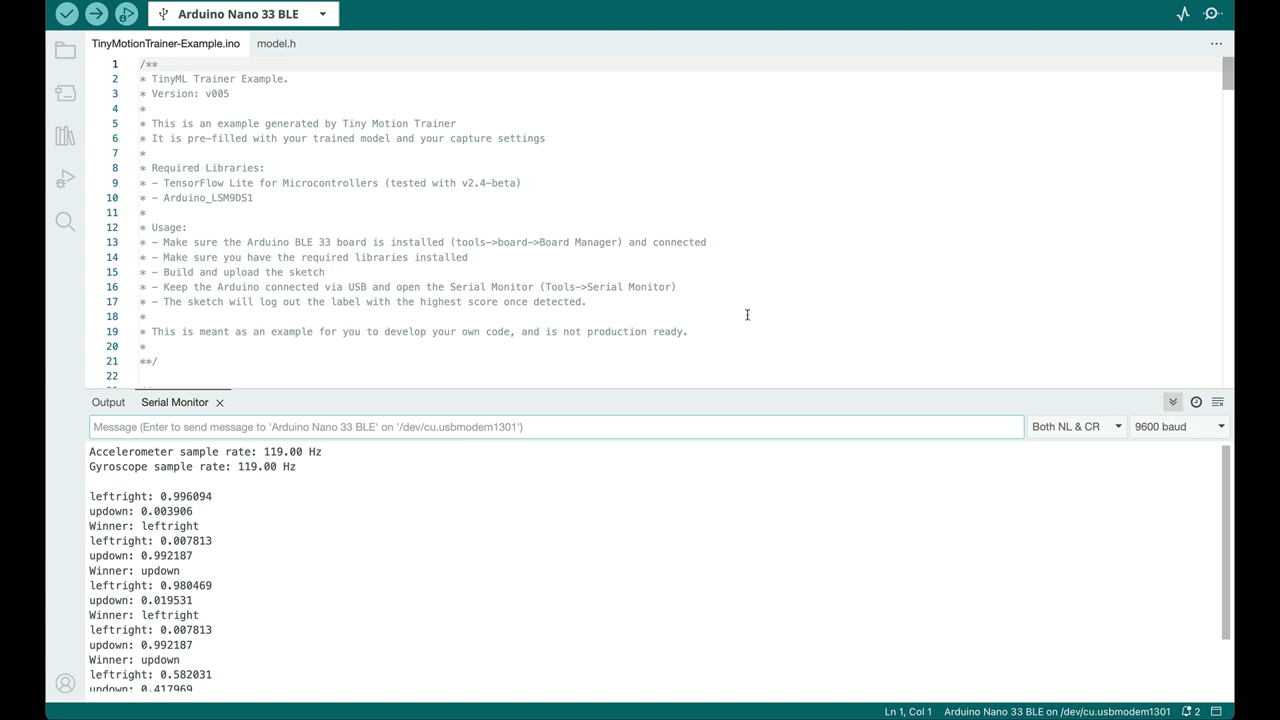 Arduino Nano 33 BLE
TinyMotionTrainer-Example.ino model.h
1 /**
2 * TinyML Trainer Example.
3 * Version: v005
4 *
5 * This is an example generated by Tiny Motion Trainer
6 * It is pre-filled with your trained model and your capture settings
7 *
8 * Required Libraries:
9 * - TensorFlow Lite for Microcontrollers (tested with v2.4-beta)
10 * - Arduino_LSM9DS1
11 *
12 * Usage:
13 * - Make sure the Arduino BLE 33 board is installed (tools->board->Board Manager) and connected
14 * - Make sure you have the required libraries installed
15 * - Build and upload the sketch
16 * - Keep the Arduino connected via USB and open the Serial Monitor (Tools->Serial Monitor)
17 * - The sketch will log out the label with the highest score once detected.
18 *
19 * This is meant as an example for you to develop your own code, and is not production ready.
20 *
21 **/
22
Output Serial Monitor
Message (Enter to send message to 'Arduino Nano 33 BLE' on '/dev/cu.usbmodem1301') Both NL & CR 9600 baud
Accelerometer sample rate: 119.00 Hz
Gyroscope sample rate: 119.00 Hz
leftright: 0.996094
updown: 0.003906
Winner: leftright
leftright: 0.007813
updown: 0.992187
Winner: updown
leftright: 0.980469
updown: 0.019531
Winner: leftright
leftright: 0.007813
updown: 0.992187
Winner: updown
leftright: 0.582031
updown: 0.417969
Ln 1, Col 1 Arduino Nano 33 BLE on /dev/cu.usbmodem1301 2